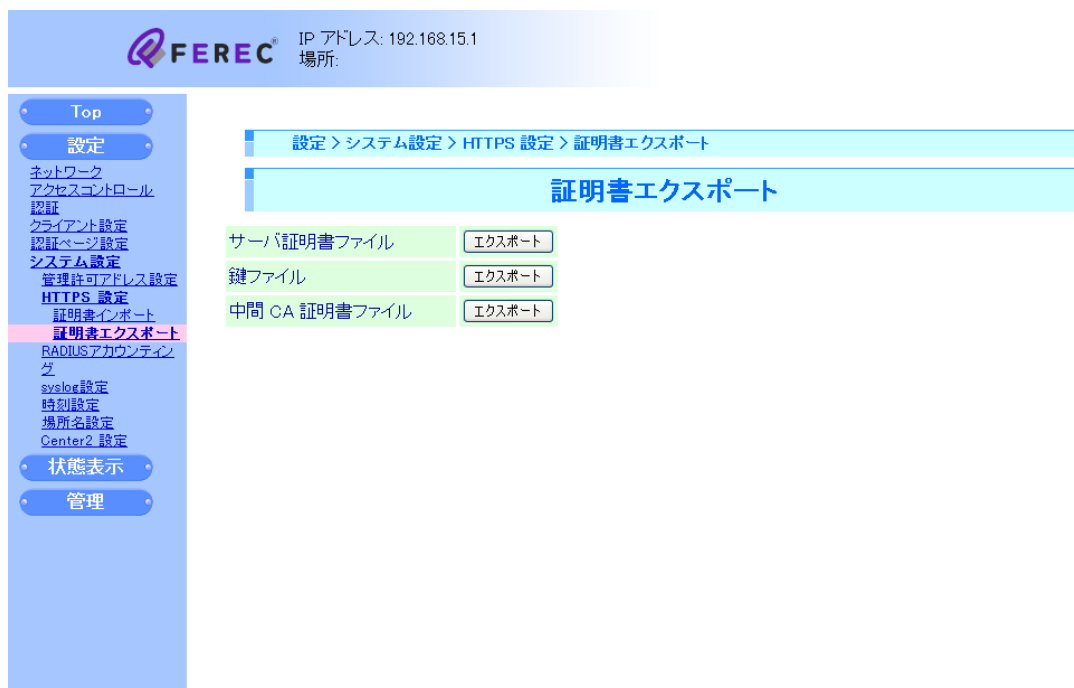 FEREC®
IP アドレス: 192.168.15.1
場所:
Top
設定
ネットワーク
アクセスコントロール
認証
クライアント設定
認証ページ設定
システム設定
管理許可アドレス設定
HTTPS 設定
証明書インポート
証明書エクスポート
RADIUSアカウンティン
グ
syslog設定
時刻設定
場所名設定
Center2 設定
状態表示
管理
設定 > システム設定 > HTTPS 設定 > 証明書エクスポート
証明書エクスポート
サーバ証明書ファイル エクスポート
鍵ファイル エクスポート
中間 CA 証明書ファイル エクスポート